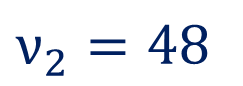 ν₂ = 48